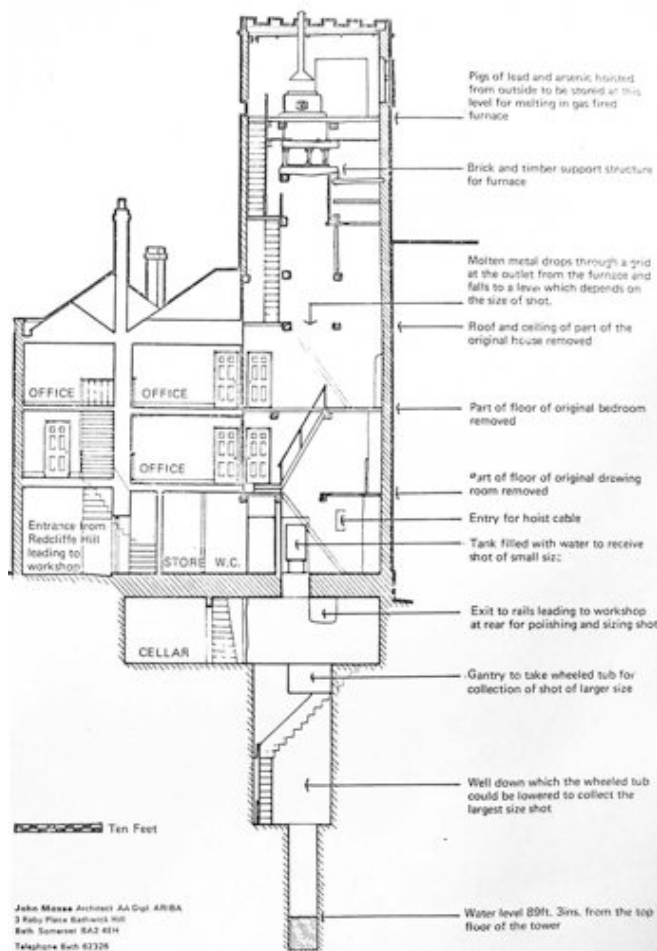 Pigs of lead and arsenic hoisted
from outside to be stored at this
level for melting in gas fired
furnace
Brick and timber support structure
for furnace
Molten metal drops through a grid
at the outlet from the furnace and
falls to a level which depends on
the size of shot.
Roof and ceiling of part of the
original house removed
OFFICE
OFFICE
Part of floor of original bedroom
removed
OFFICE
Part of floor of original drawing
room removed
Entrance from
Redcliffe Hill
leading to
workshop
STORE
W.C.
Entry for hoist cable
Tank filled with water to receive
shot of small size
Exit to rails leading to workshop
at rear for polishing and sizing shot
CELLAR
Gantry to take wheeled tub for
collection of shot of larger size
Well down which the wheeled tub
could be lowered to collect the
largest size shot
Ten Feet
John Moses Architect AA Dipl ARIBA
3 Raby Place Bathwick Hill
Bath Somerset BA2 4EH
Telephone Bath 62326
Water level 89ft. 3ins. from the top
floor of the tower